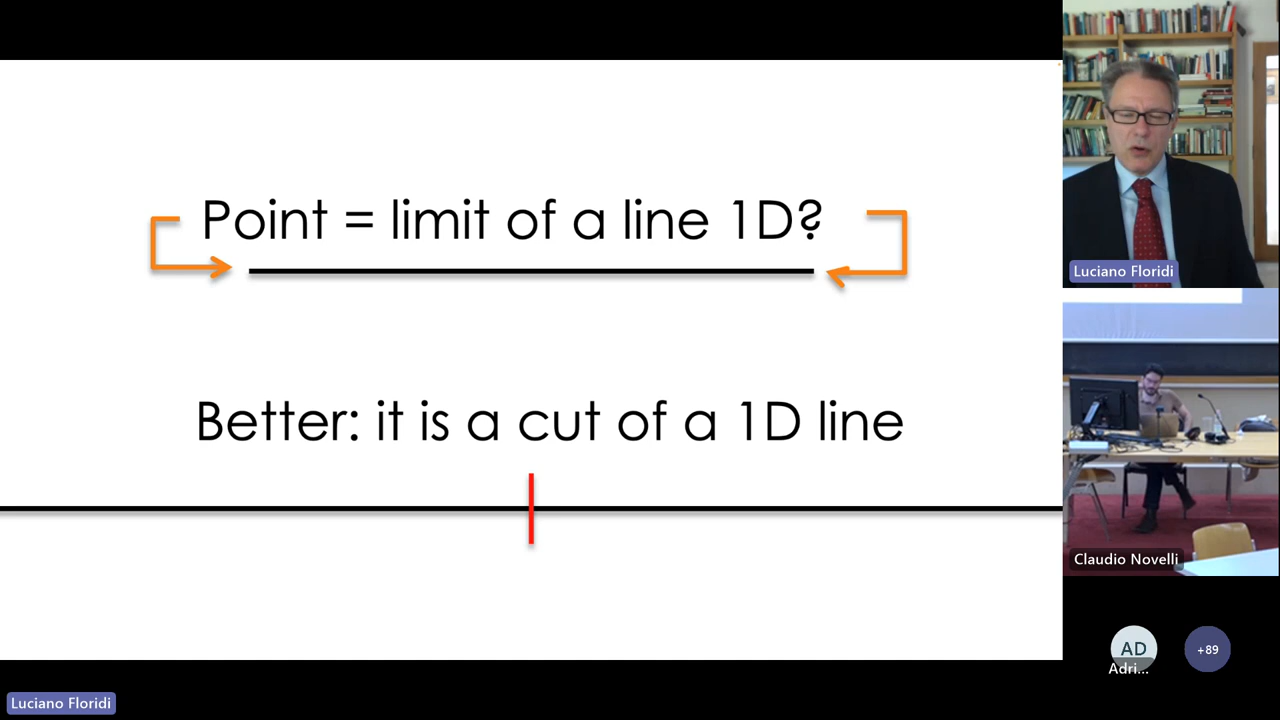 Point = limit of a line 1D?
Better: it is a cut of a 1D line
Luciano Floridi
Claudio Novelli
AD
Adri...
+89
Luciano Floridi